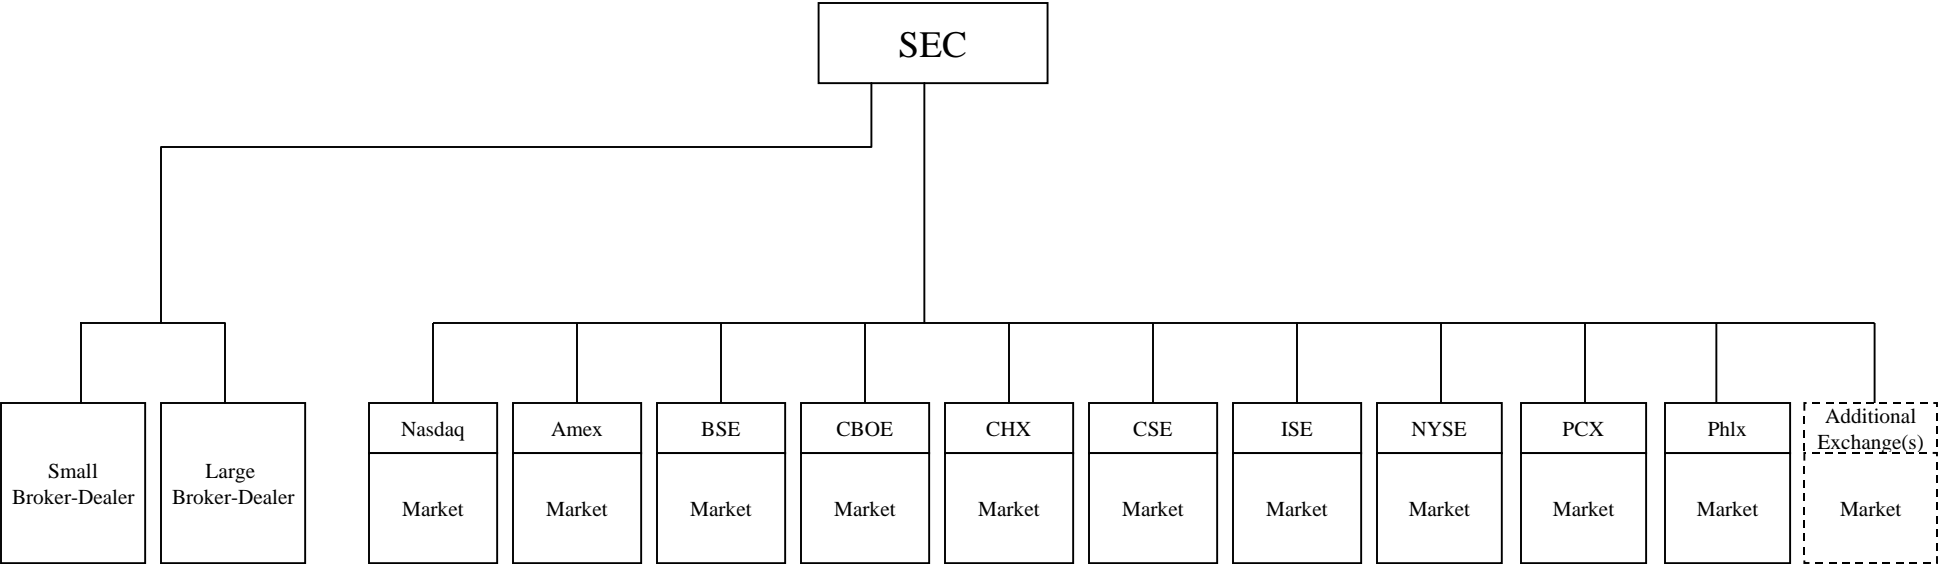 SEC
Small
Broker-Dealer
Large
Broker-Dealer
Nasdaq
Market
Amex
Market
BSE
Market
CBOE
Market
CHX
Market
CSE
Market
ISE
Market
NYSE
Market
PCX
Market
Phlx
Market
Additional
Exchange(s)
Market